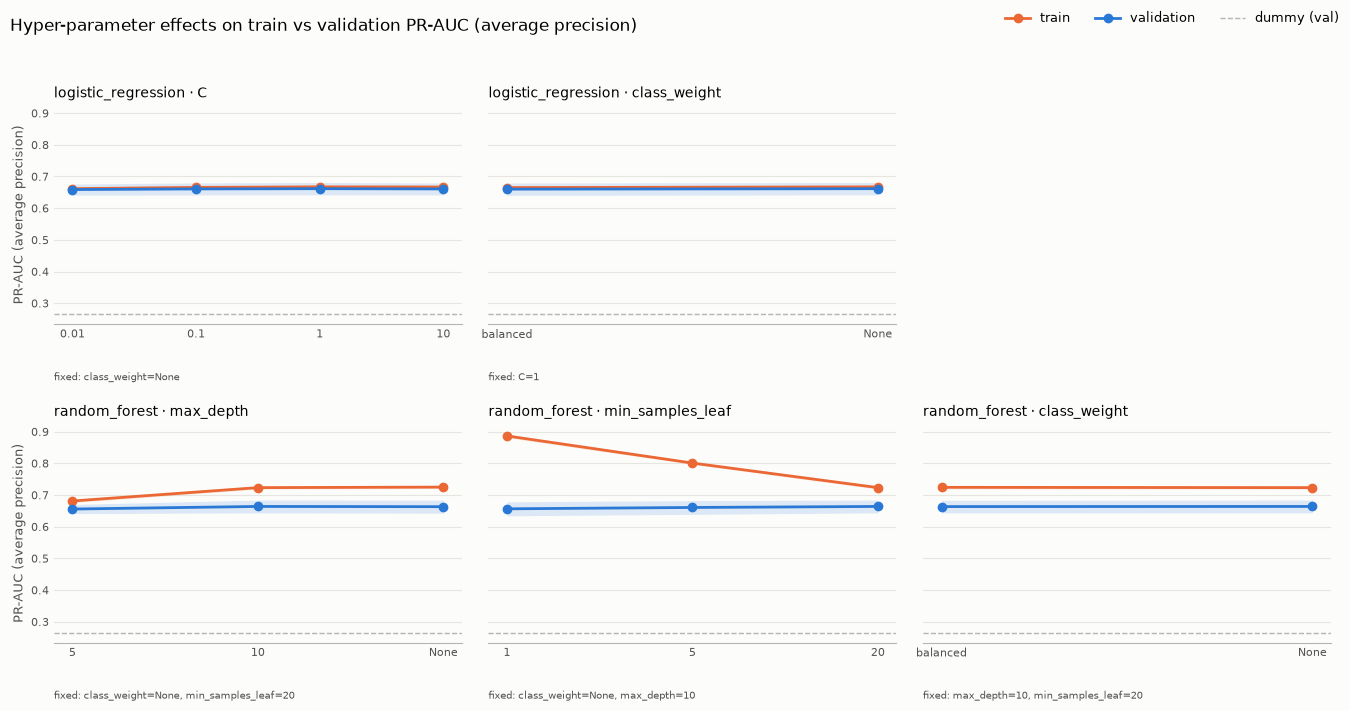 Hyper-parameter effects on train vs validation PR-AUC (average precision)
train validation dummy (val)
logistic_regression · C
PR-AUC (average precision)
0.9
0.8
0.7
0.6
0.5
0.4
0.3
0.01 0.1 1 10
fixed: class_weight=None
logistic_regression · class_weight
balanced None
fixed: C=1
random_forest · max_depth
PR-AUC (average precision)
0.9
0.8
0.7
0.6
0.5
0.4
0.3
5 10 None
fixed: class_weight=None, min_samples_leaf=20
random_forest · min_samples_leaf
1 5 20
fixed: class_weight=None, max_depth=10
random_forest · class_weight
balanced None
fixed: max_depth=10, min_samples_leaf=20